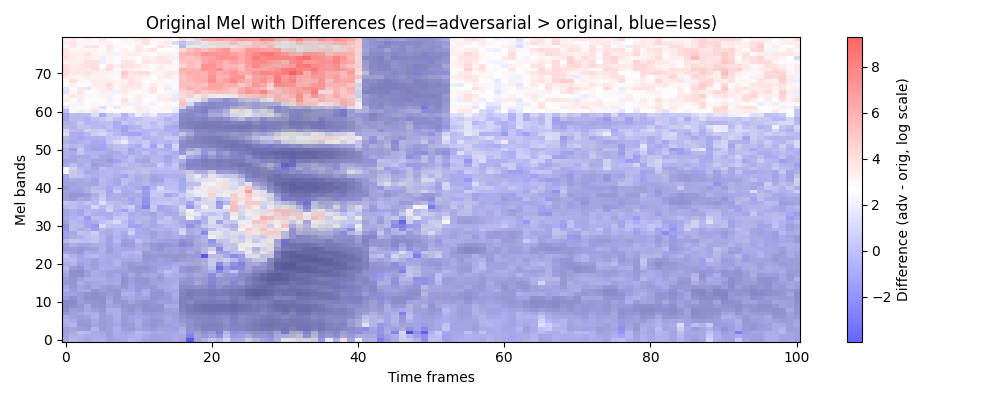 Original Mel with Differences (red=adversarial > original, blue=less)
Mel bands
70
60
50
40
30
20
10
0
0 20 40 60 80 100
Time frames
8
6
4
2
0
−2
Difference (adv - orig, log scale)